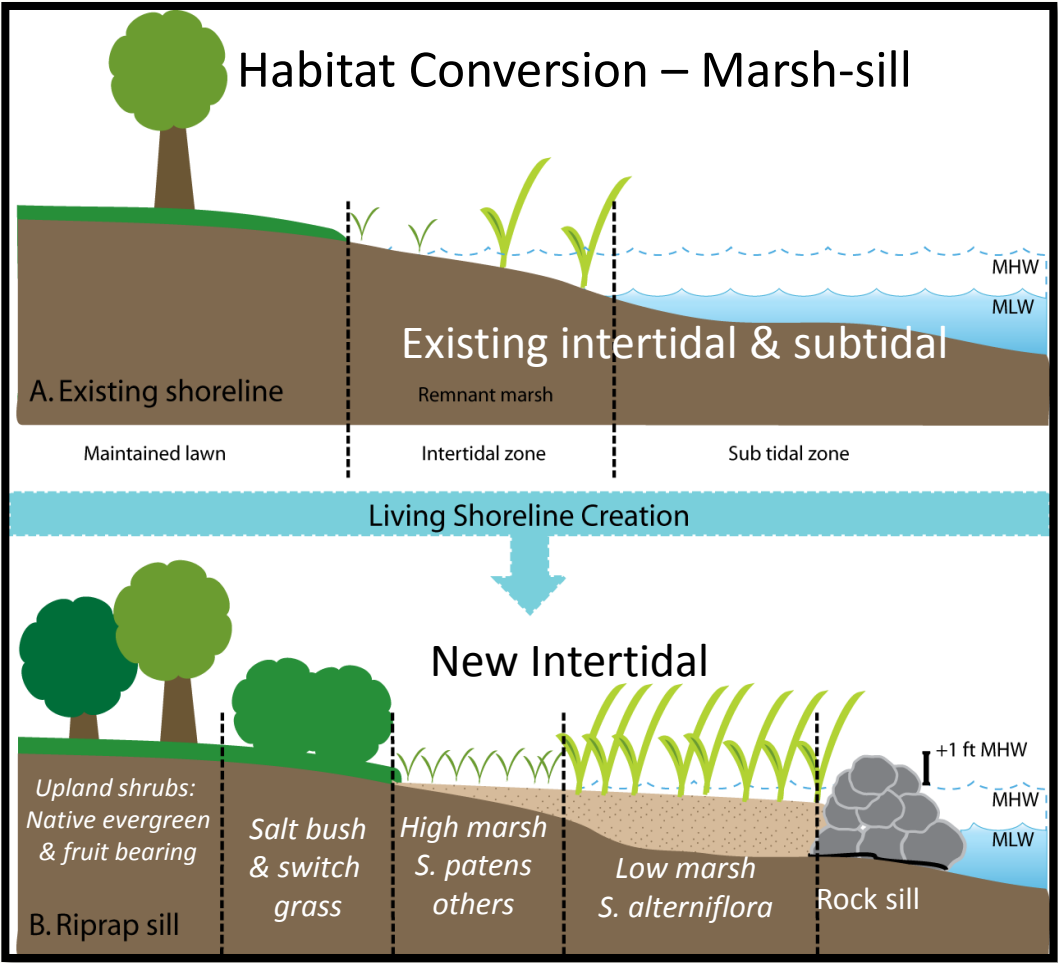 Habitat Conversion – Marsh-sill
MHW
MLW
Existing intertidal & subtidal
A. Existing shoreline
Remnant marsh
Maintained lawn
Intertidal zone
Sub tidal zone
Living Shoreline Creation
New Intertidal
+1 ft MHW
MHW
MLW
Upland shrubs:
Native evergreen
& fruit bearing
Salt bush
& switch
grass
High marsh
S. patens
others
Low marsh
S. alterniflora
Rock sill
B. Riprap sill